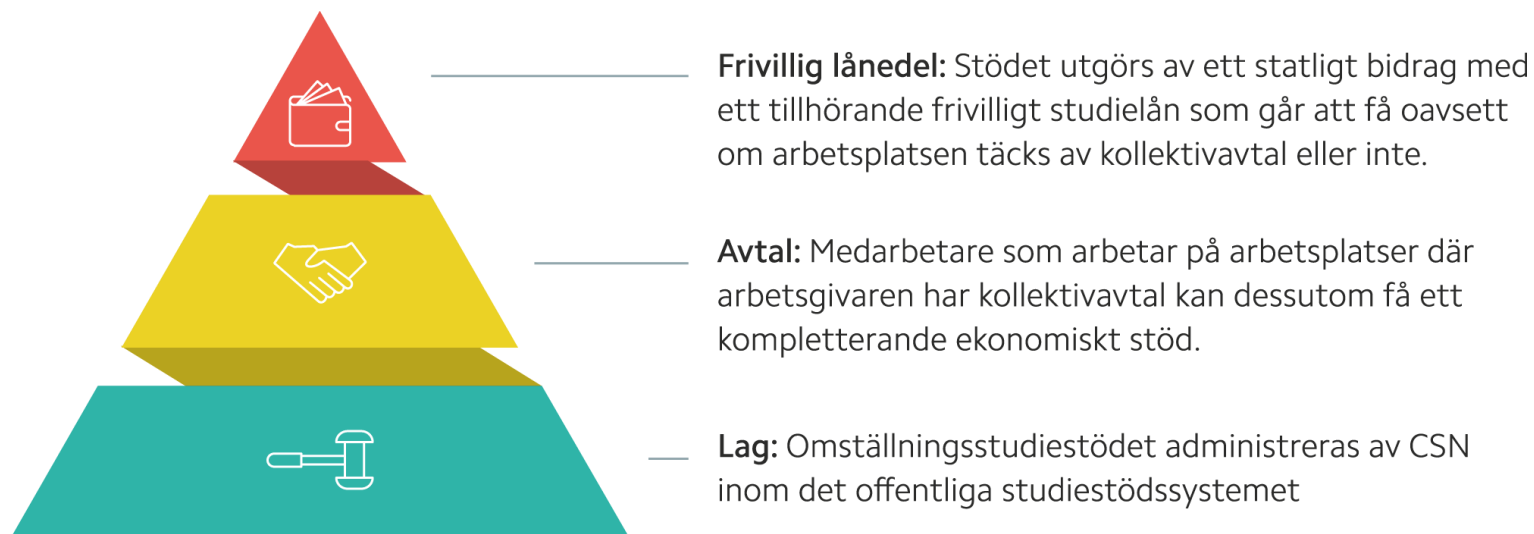 Frivillig lånedel: Stödet utgörs av ett statligt bidrag med
ett tillhörande frivilligt studielån som går att få oavsett
om arbetsplatsen täcks av kollektivavtal eller inte.
Avtal: Medarbetare som arbetar på arbetsplatser där
arbetsgivaren har kollektivavtal kan dessutom få ett
kompletterande ekonomiskt stöd.
Lag: Omställningsstudiestödet administreras av CSN
inom det offentliga studiestödssystemet